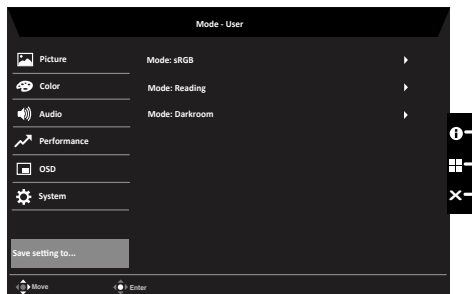 Mode - User
Picture
Mode: sRGB
Color
Mode: Reading
Audio
Mode: Darkroom
Performance
OSD
System
Save setting to...
Move
Enter